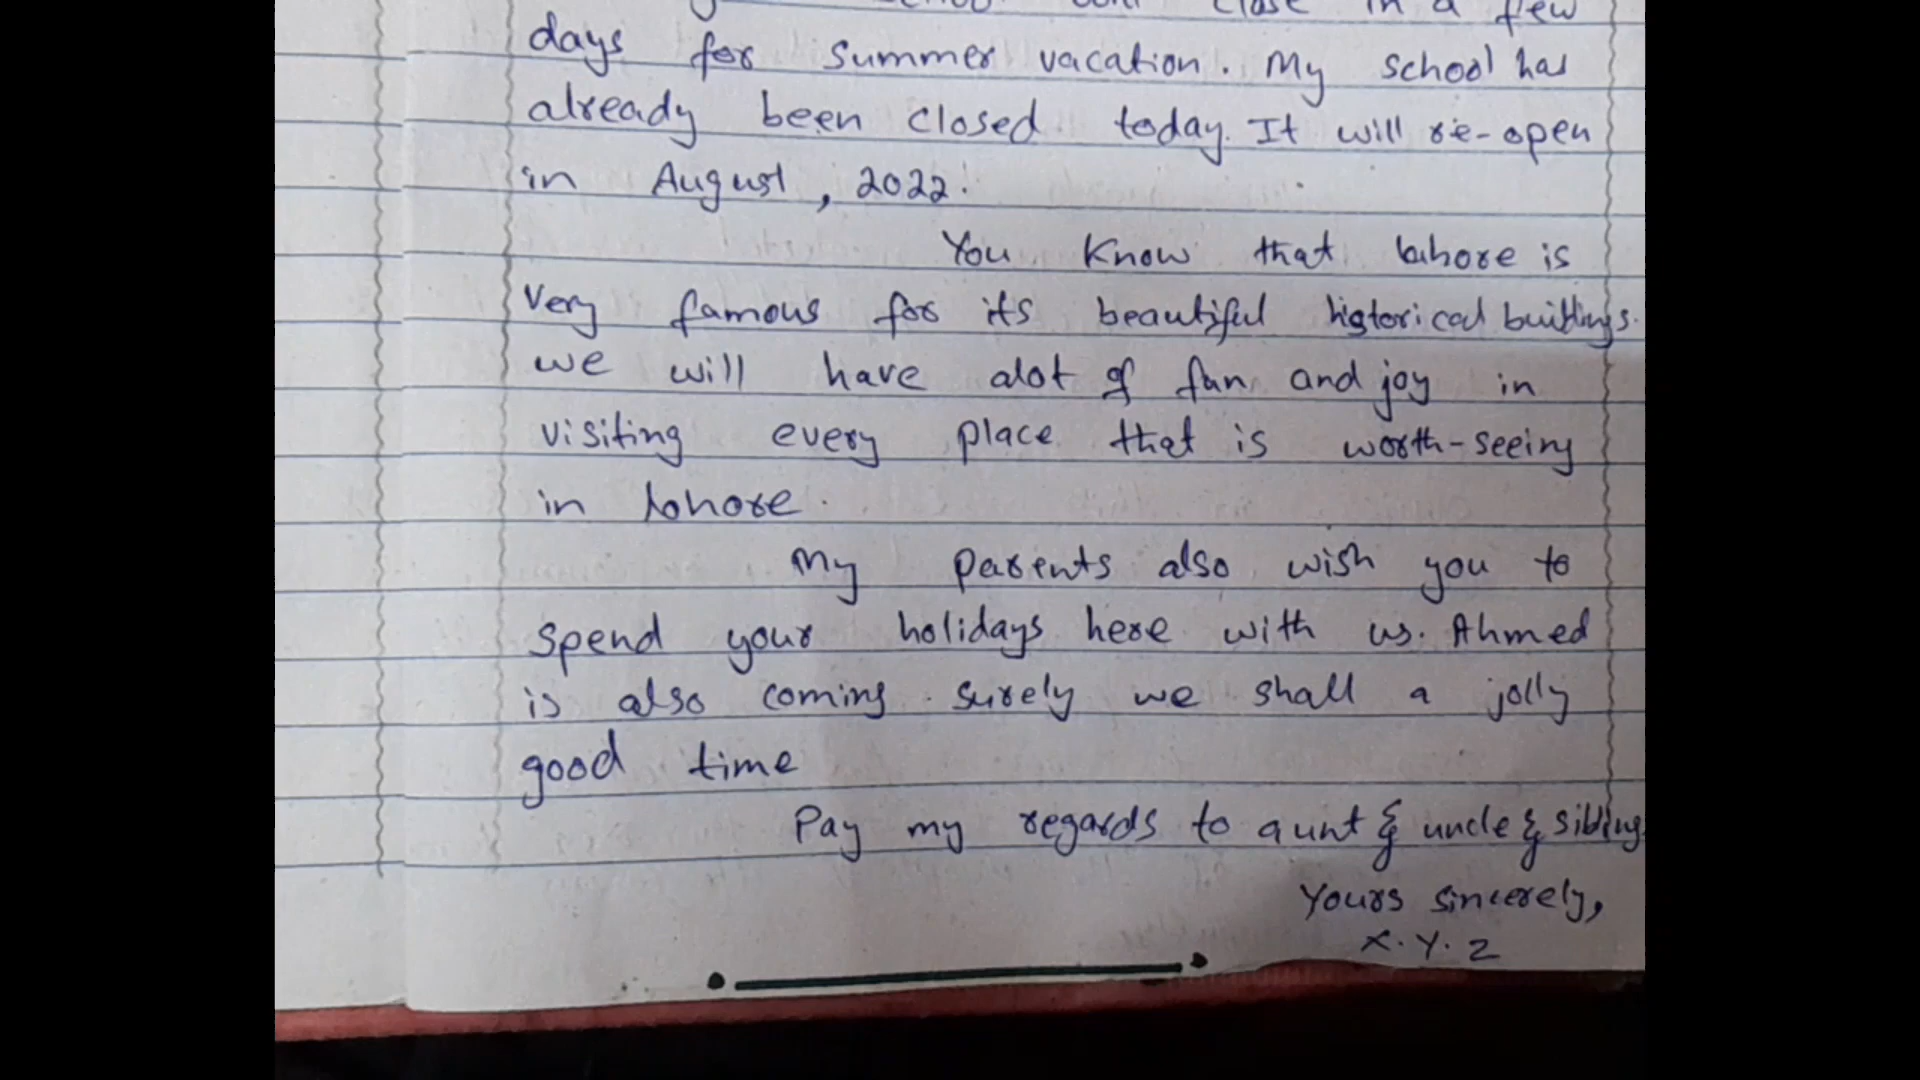 close in a few
days for summer vacation. My school has
already been closed today. It will re-open
in August, 2022.
You know that Lahore is
very famous for its beautiful historical buildings.
we will have alot of fun and joy in
visiting every place that is worth-seeing
in Lahore.
My parents also wish you to
spend your holidays here with us. Ahmed
is also coming. surely we shall a jolly
good time
Pay my regards to aunt & uncle & siblings
Yours sincerely,
X.Y.Z